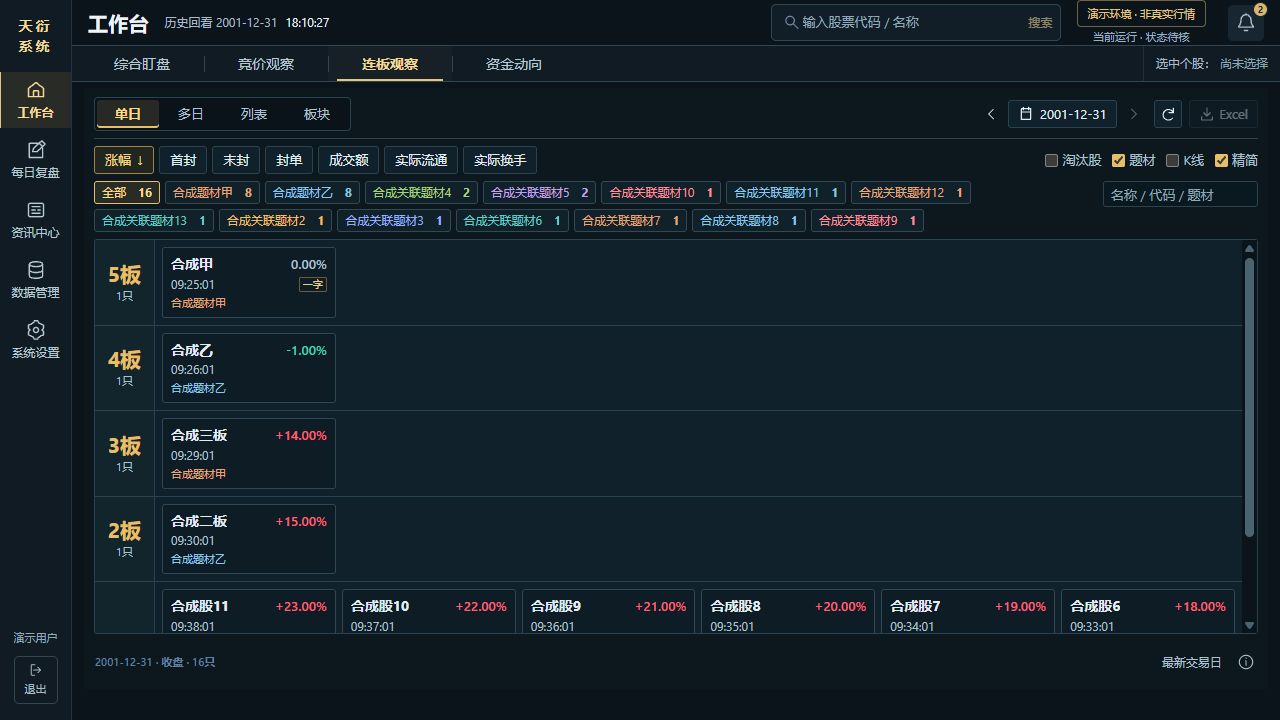 天衍
系统
工作台
每日复盘
资讯中心
数据管理
系统设置
演示用户
退出
工作台 历史回看 2001-12-31 18:10:27
输入股票代码 / 名称 搜索
演示环境 · 非真实行情
当前运行 · 状态待核
2
综合盯盘 竞价观察 连板观察 资金动向
选中个股: 尚未选择
单日 多日 列表 板块
2001-12-31 Excel
涨幅 ↓ 首封 末封 封单 成交额 实际流通 实际换手
淘汰股 题材 K线 精简
全部 16 合成题材甲 8 合成题材乙 8 合成关联题材4 2 合成关联题材5 2 合成关联题材10 1 合成关联题材11 1 合成关联题材12 1
名称 / 代码 / 题材
合成关联题材13 1 合成关联题材2 1 合成关联题材3 1 合成关联题材6 1 合成关联题材7 1 合成关联题材8 1 合成关联题材9 1
5板
1只
合成甲 0.00%
09:25:01 一字
合成题材甲
4板
1只
合成乙 -1.00%
09:26:01
合成题材乙
3板
1只
合成三板 +14.00%
09:29:01
合成题材甲
2板
1只
合成二板 +15.00%
09:30:01
合成题材乙
合成股11 +23.00% 合成股10 +22.00% 合成股9 +21.00% 合成股8 +20.00% 合成股7 +19.00% 合成股6 +18.00%
09:38:01 09:37:01 09:36:01 09:35:01 09:34:01 09:33:01
2001-12-31 · 收盘 · 16只
最新交易日